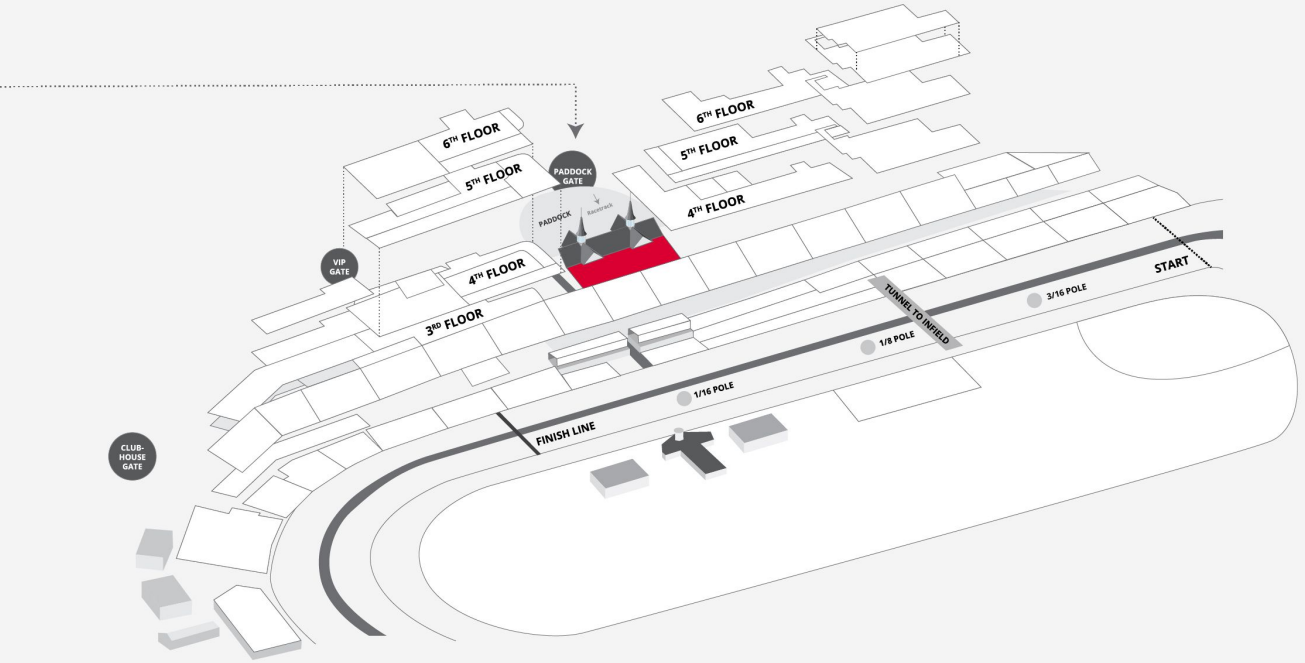 6TH FLOOR
5TH FLOOR
PADDOCK
GATE
PADDOCK
Racetrack
6TH FLOOR
5TH FLOOR
4TH FLOOR
VIP
GATE
4TH FLOOR
3RD FLOOR
START
3/16 POLE
TUNNEL TO INFIELD
1/8 POLE
1/16 POLE
FINISH LINE
CLUB-
HOUSE
GATE